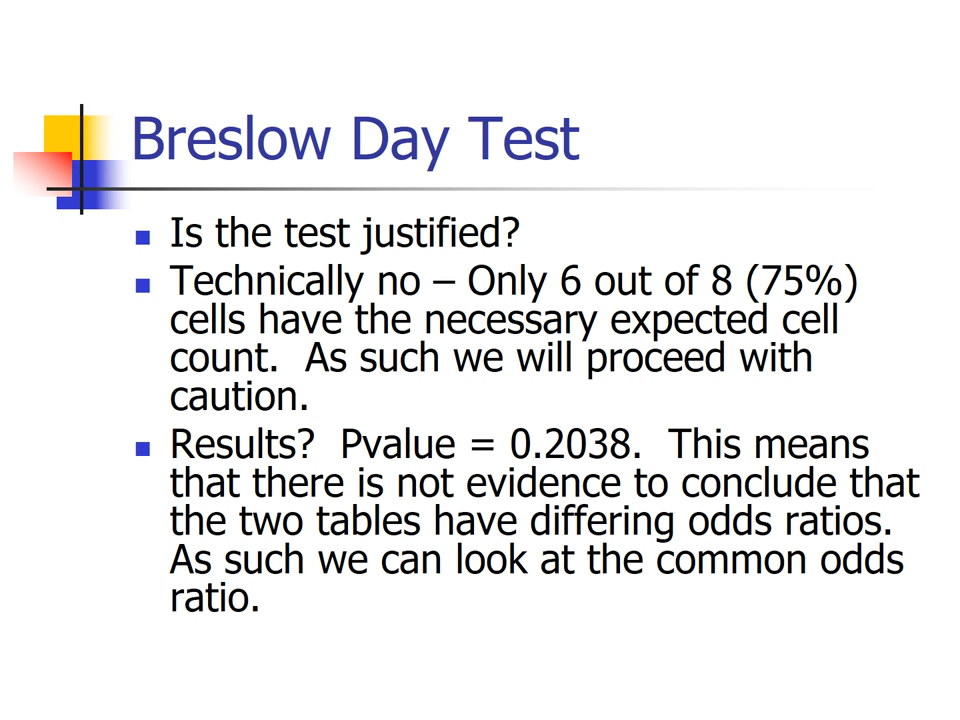 Breslow Day Test
Is the test justified?
Technically no – Only 6 out of 8 (75%)
cells have the necessary expected cell
count.  As such we will proceed with
caution.
Results?  Pvalue = 0.2038.  This means
that there is not evidence to conclude that
the two tables have differing odds ratios.
As such we can look at the common odds
ratio.